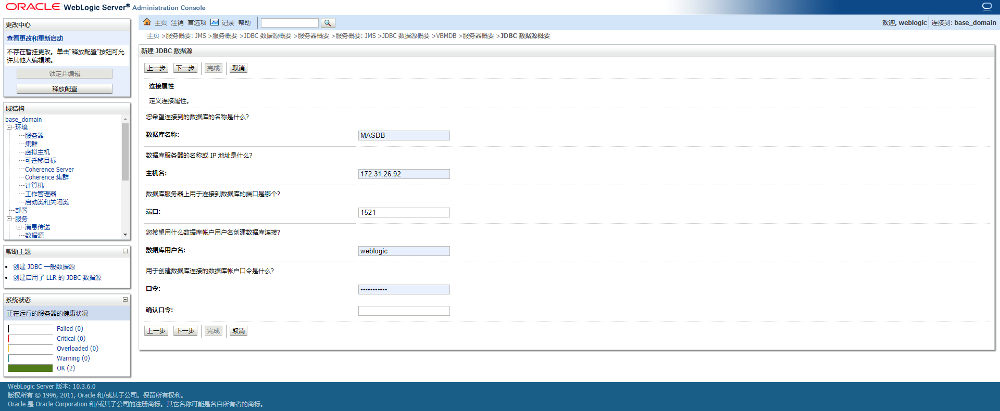 ORACLE WebLogic Server® Administration Console
更改中心
查看更改和重新启动
不存在暂挂更改。单击“释放配置”按钮可允
许其他人编辑域。
锁定并编辑
释放配置
域结构
base_domain
环境
服务器
集群
虚拟主机
可迁移目标
Coherence Server
Coherence 集群
计算机
工作管理器
启动类和关闭类
部署
服务
消息传送
数据源
帮助主题
创建 JDBC 一般数据源
创建启用了 LLR 的 JDBC 数据源
系统状态
正在运行的服务器的健康状况
Failed (0)
Critical (0)
Overloaded (0)
Warning (0)
OK (2)
主页 注销 首选项 记录 帮助
欢迎, weblogic 连接到: base_domain
主页 >服务概要: JMS >服务概要 >JDBC 数据源概要 >服务器概要 >服务概要: JMS >JDBC 数据源概要 >VBMDB >服务器概要 >JDBC 数据源概要
新建 JDBC 数据源
上一步 下一步 完成 取消
连接属性
定义连接属性。
您希望连接到的数据库的名称是什么?
数据库名称: MASDB
数据库服务器的名称或 IP 地址是什么?
主机名: 172.31.26.92
数据库服务器上用于连接到数据库的端口是哪个?
端口: 1521
您希望用什么数据库帐户用户名创建数据库连接?
数据库用户名: weblogic
用于创建数据库连接的数据库帐户口令是什么?
口令: •••••••••••
确认口令:
上一步 下一步 完成 取消
WebLogic Server 版本: 10.3.6.0
版权所有 © 1996, 2011, Oracle 和/或其子公司。保留所有权利。
Oracle 是 Oracle Corporation 和/或其子公司的注册商标。其它名称可能是各自所有者的商标。